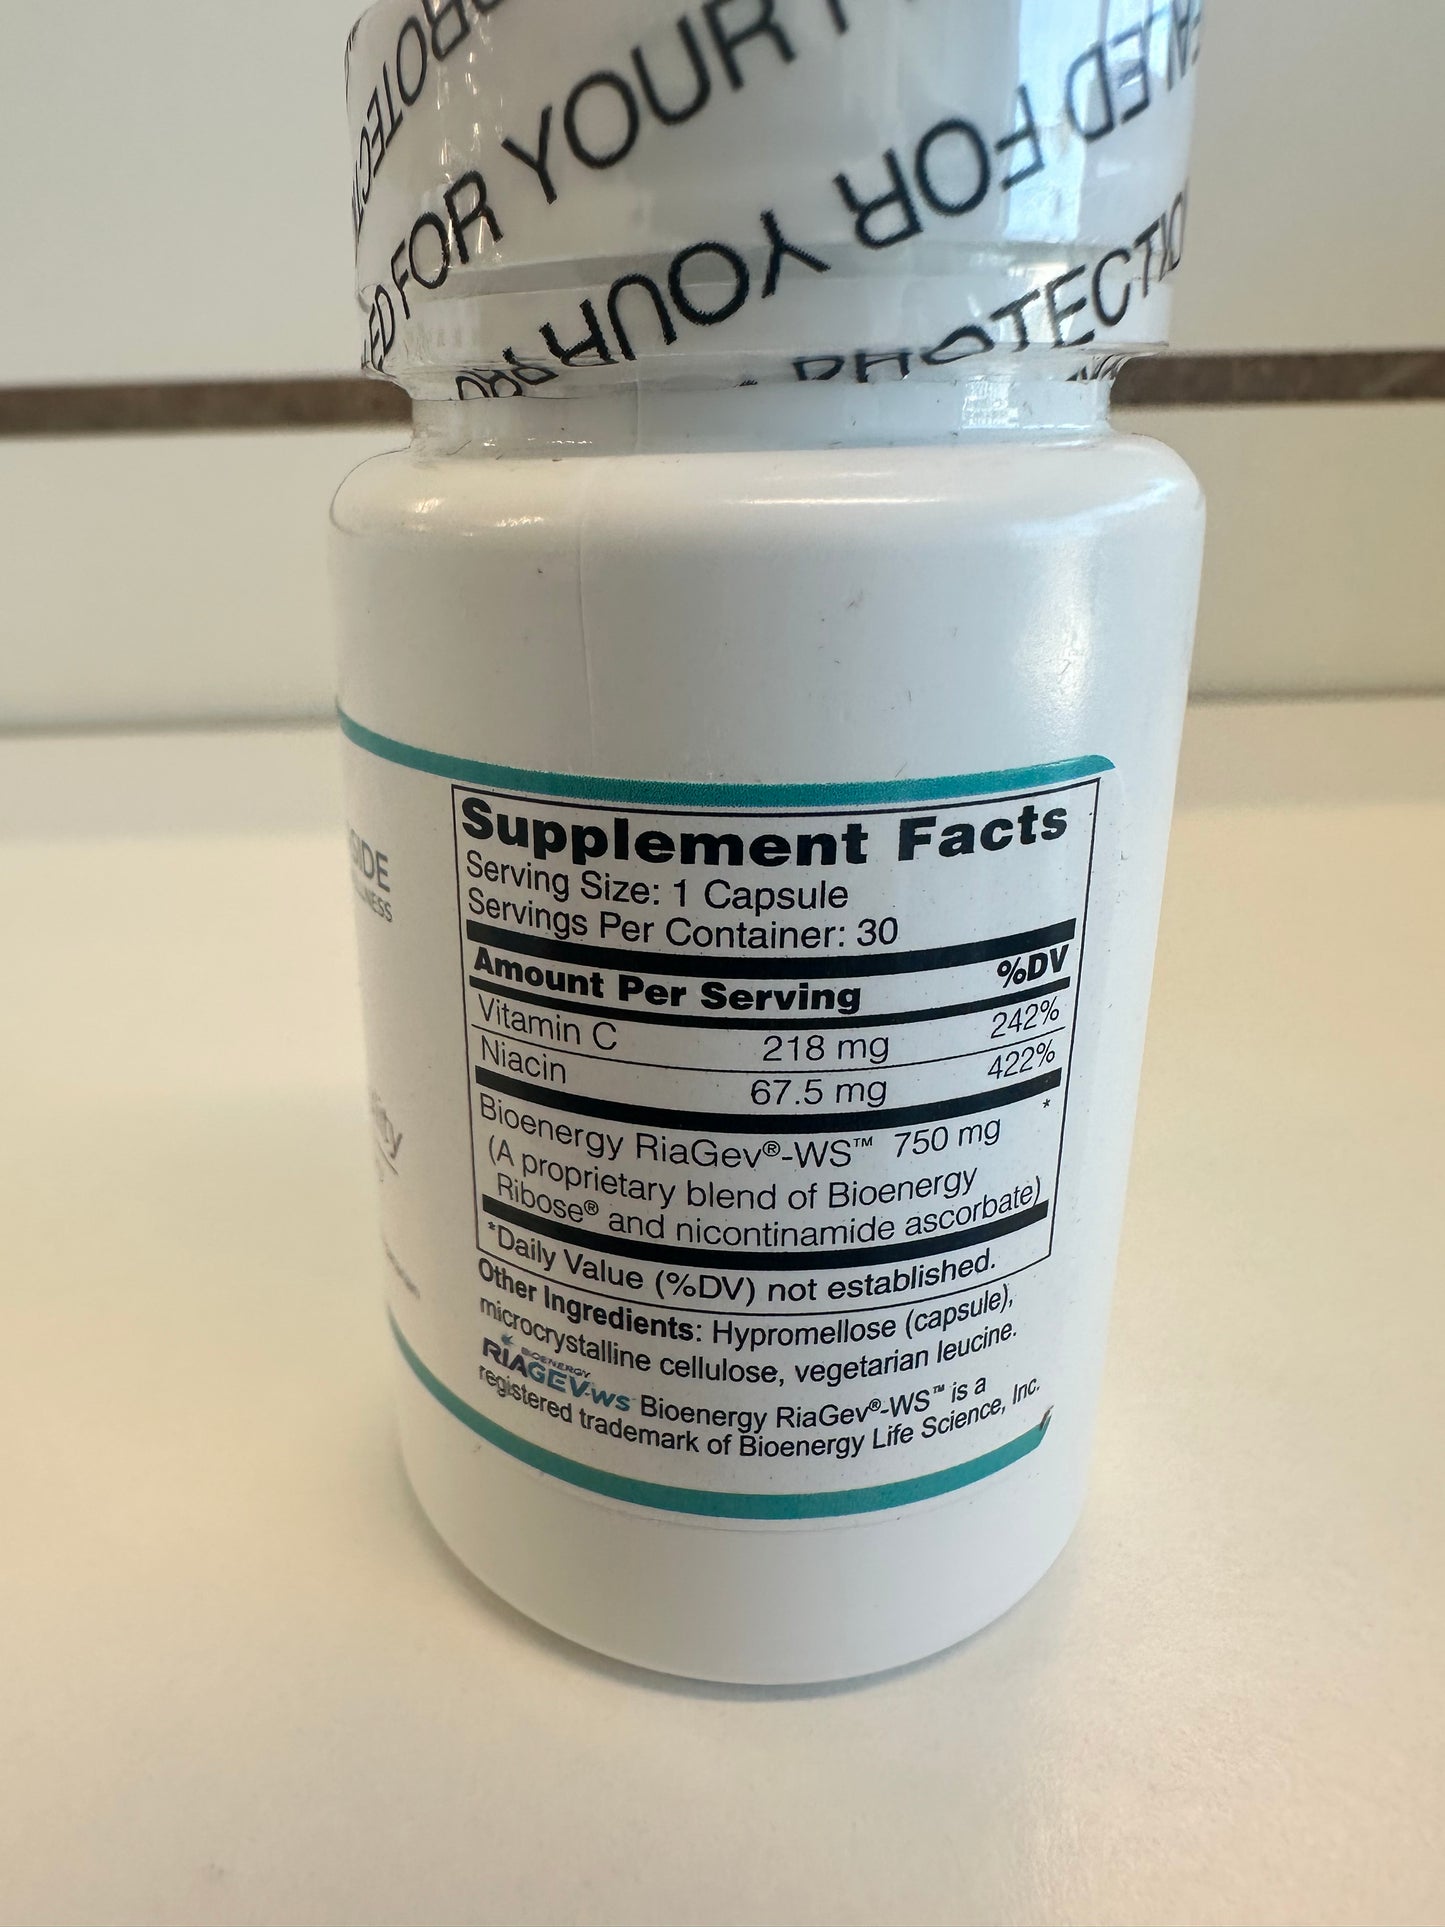 PROTEC
FOR YOUR
SEALED FOR YOUR PRO
PROTECTIO
SIDE
Supplement Facts
Serving Size: 1 Capsule
Servings Per Container: 30
Amount Per Serving %DV
Vitamin C 218 mg 242%
Niacin 67.5 mg 422%
Bioenergy RiaGev®-WS™ 750 mg *
(A proprietary blend of Bioenergy
Ribose® and nicontinamide ascorbate)
*Daily Value (%DV) not established.
Other Ingredients: Hypromellose (capsule),
microcrystalline cellulose, vegetarian leucine.
BIOENERGY
RIAGEV-WS Bioenergy RiaGev®-WS™ is a
registered trademark of Bioenergy Life Science, Inc.